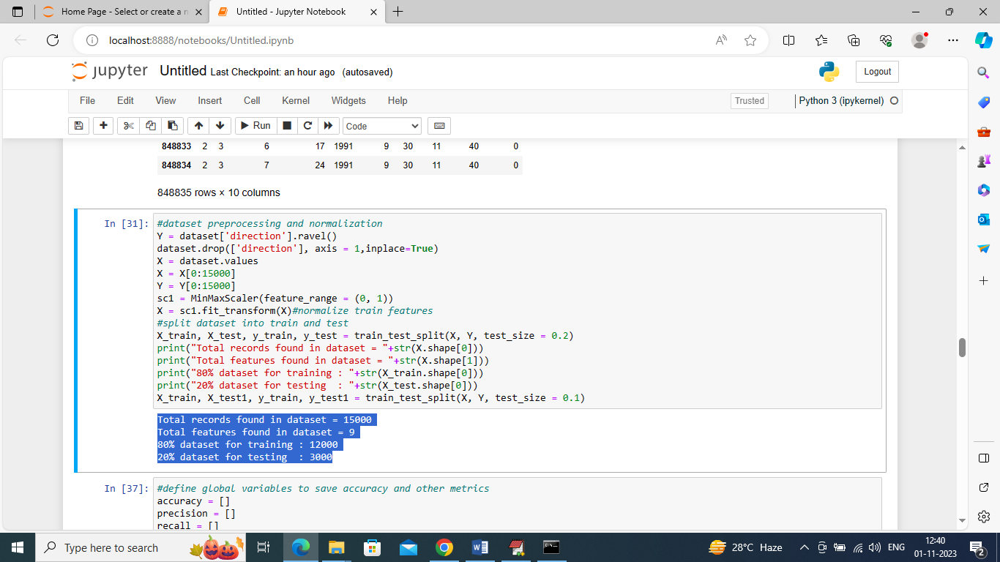 Home Page - Select or create a n
Untitled - Jupyter Notebook
localhost:8888/notebooks/Untitled.ipynb
jupyter Untitled Last Checkpoint: an hour ago (autosaved)
Logout
File Edit View Insert Cell Kernel Widgets Help
Trusted
Python 3 (ipykernel)
Run
Code
848833 2 3 6 17 1991 9 30 11 40 0
848834 2 3 7 24 1991 9 30 11 40 0
848835 rows × 10 columns
In [31]:
#dataset preprocessing and normalization
Y = dataset['direction'].ravel()
dataset.drop(['direction'], axis = 1,inplace=True)
X = dataset.values
X = X[0:15000]
Y = Y[0:15000]
sc1 = MinMaxScaler(feature_range = (0, 1))
X = sc1.fit_transform(X)#normalize train features
#split dataset into train and test
X_train, X_test, y_train, y_test = train_test_split(X, Y, test_size = 0.2)
print("Total records found in dataset = "+str(X.shape[0]))
print("Total features found in dataset = "+str(X.shape[1]))
print("80% dataset for training : "+str(X_train.shape[0]))
print("20% dataset for testing  : "+str(X_test.shape[0]))
X_train, X_test1, y_train, y_test1 = train_test_split(X, Y, test_size = 0.1)
Total records found in dataset = 15000
Total features found in dataset = 9
80% dataset for training : 12000
20% dataset for testing  : 3000
In [37]:
#define global variables to save accuracy and other metrics
accuracy = []
precision = []
recall = []
Type here to search
28°C Haze
ENG
12:40
01-11-2023
2